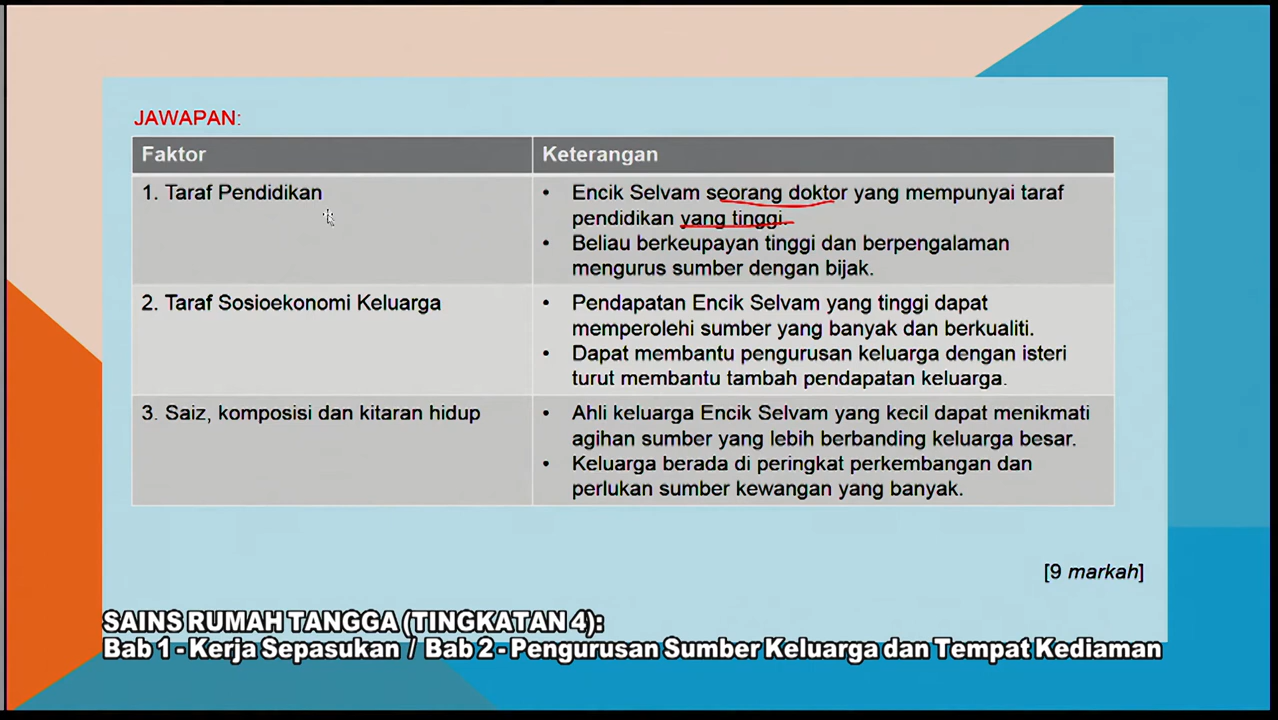 JAWAPAN:
Faktor
Keterangan
1. Taraf Pendidikan
• Encik Selvam seorang doktor yang mempunyai taraf
pendidikan yang tinggi.
• Beliau berkeupayan tinggi dan berpengalaman
mengurus sumber dengan bijak.
2. Taraf Sosioekonomi Keluarga
• Pendapatan Encik Selvam yang tinggi dapat
memperolehi sumber yang banyak dan berkualiti.
• Dapat membantu pengurusan keluarga dengan isteri
turut membantu tambah pendapatan keluarga.
3. Saiz, komposisi dan kitaran hidup
• Ahli keluarga Encik Selvam yang kecil dapat menikmati
agihan sumber yang lebih berbanding keluarga besar.
• Keluarga berada di peringkat perkembangan dan
perlukan sumber kewangan yang banyak.
[9 markah]
SAINS RUMAH TANGGA (TINGKATAN 4):
Bab 1 - Kerja Sepasukan / Bab 2 - Pengurusan Sumber Keluarga dan Tempat Kediaman